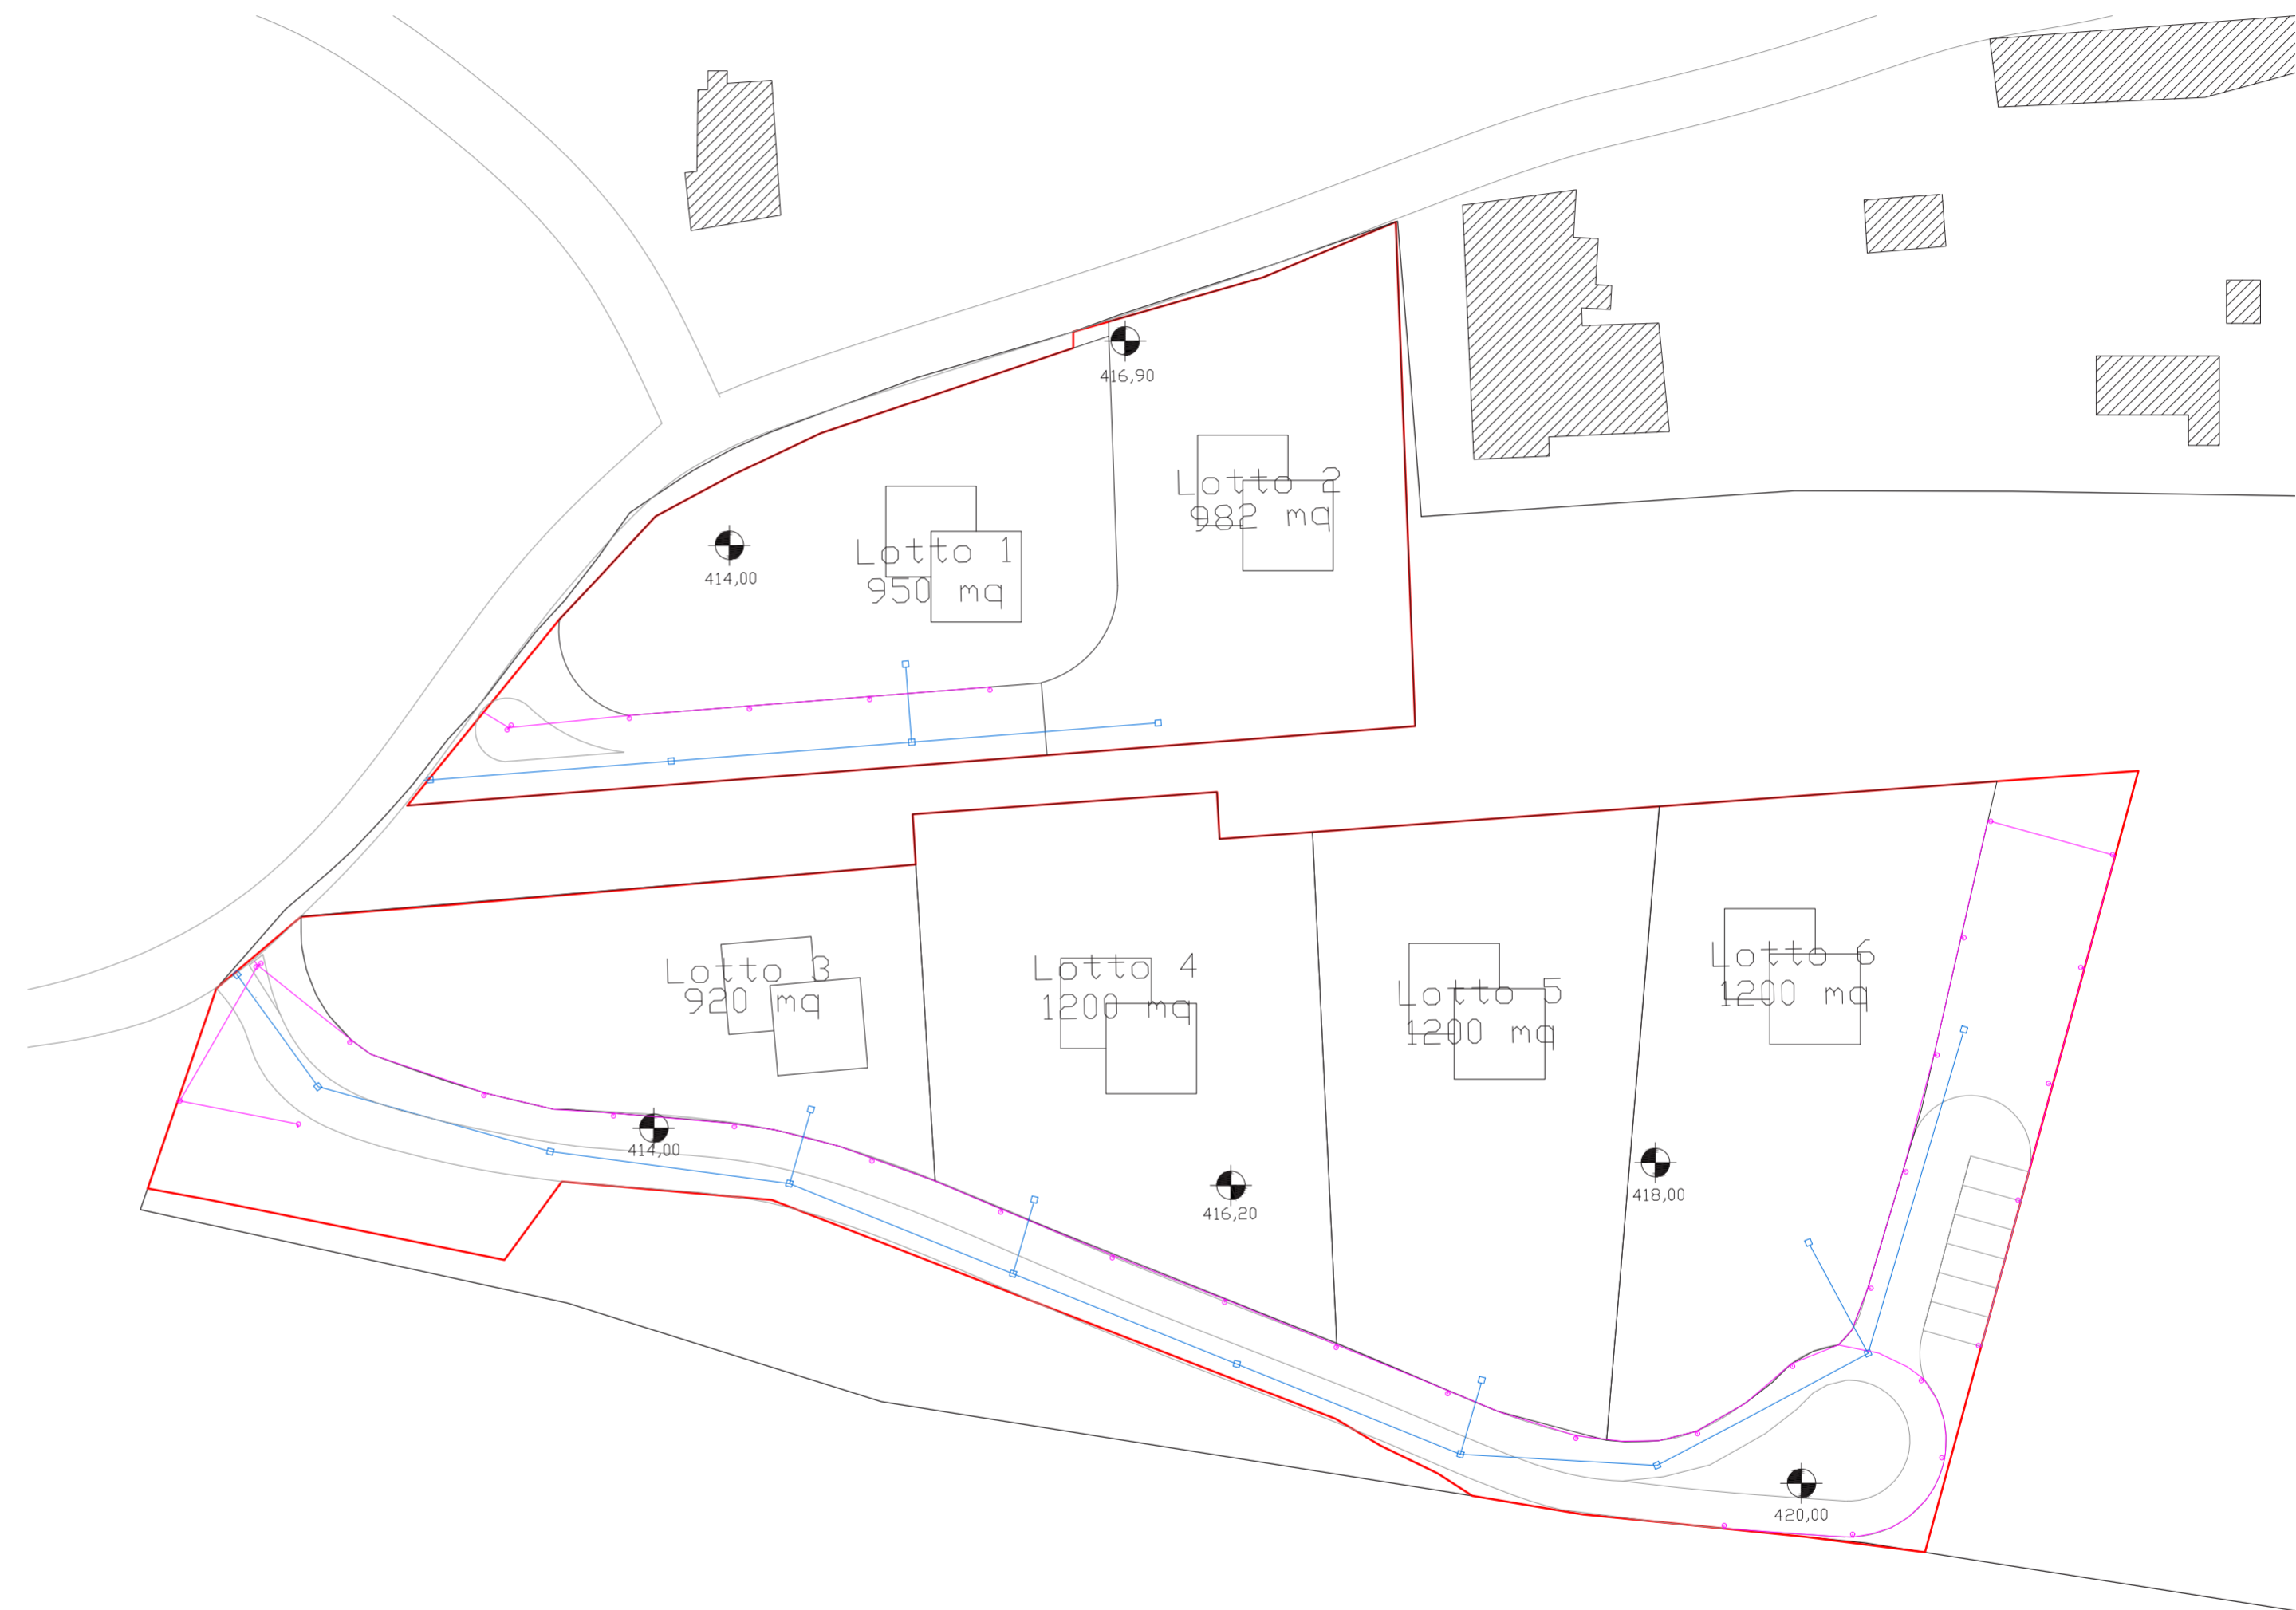 416,90
Lotto 2
982 mq
Lotto 1
950 mq
414,00
Lotto 3
920 mq
Lotto 4
1200 mq
Lotto 5
1200 mq
Lotto 6
1200 mq
414,00
416,20
418,00
420,00